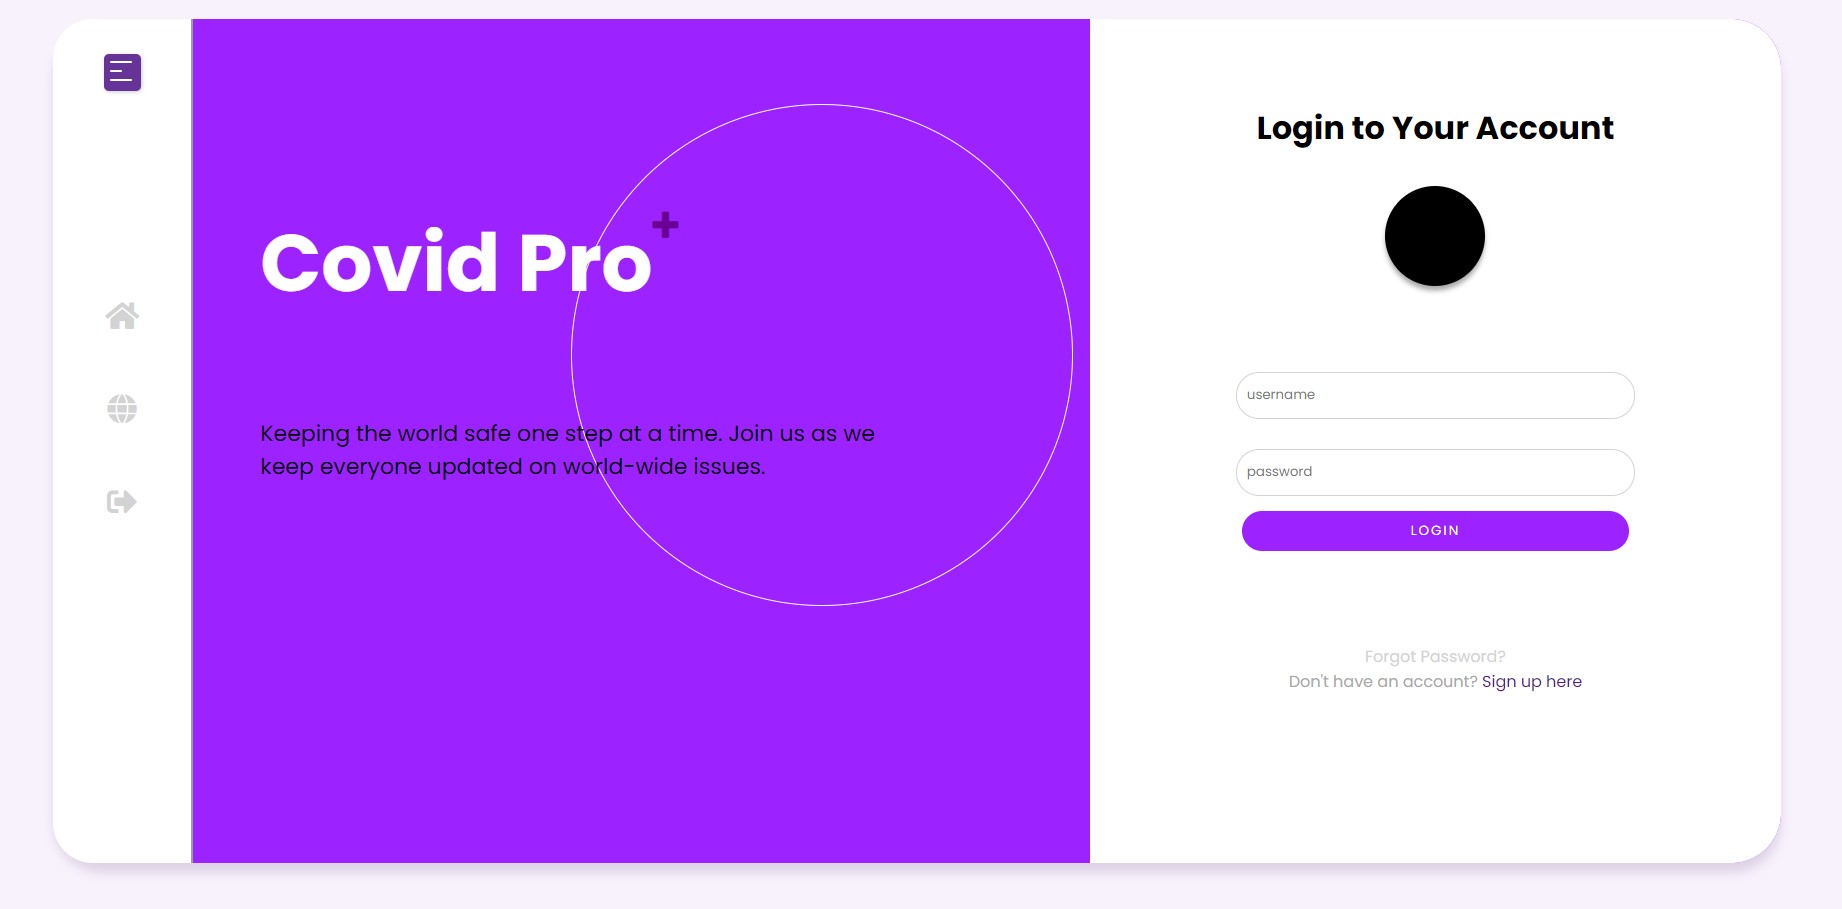 Covid Pro
Keeping the world safe one step at a time. Join us as we
keep everyone updated on world-wide issues.
Login to Your Account
username
password
LOGIN
Forgot Password?
Don't have an account? Sign up here